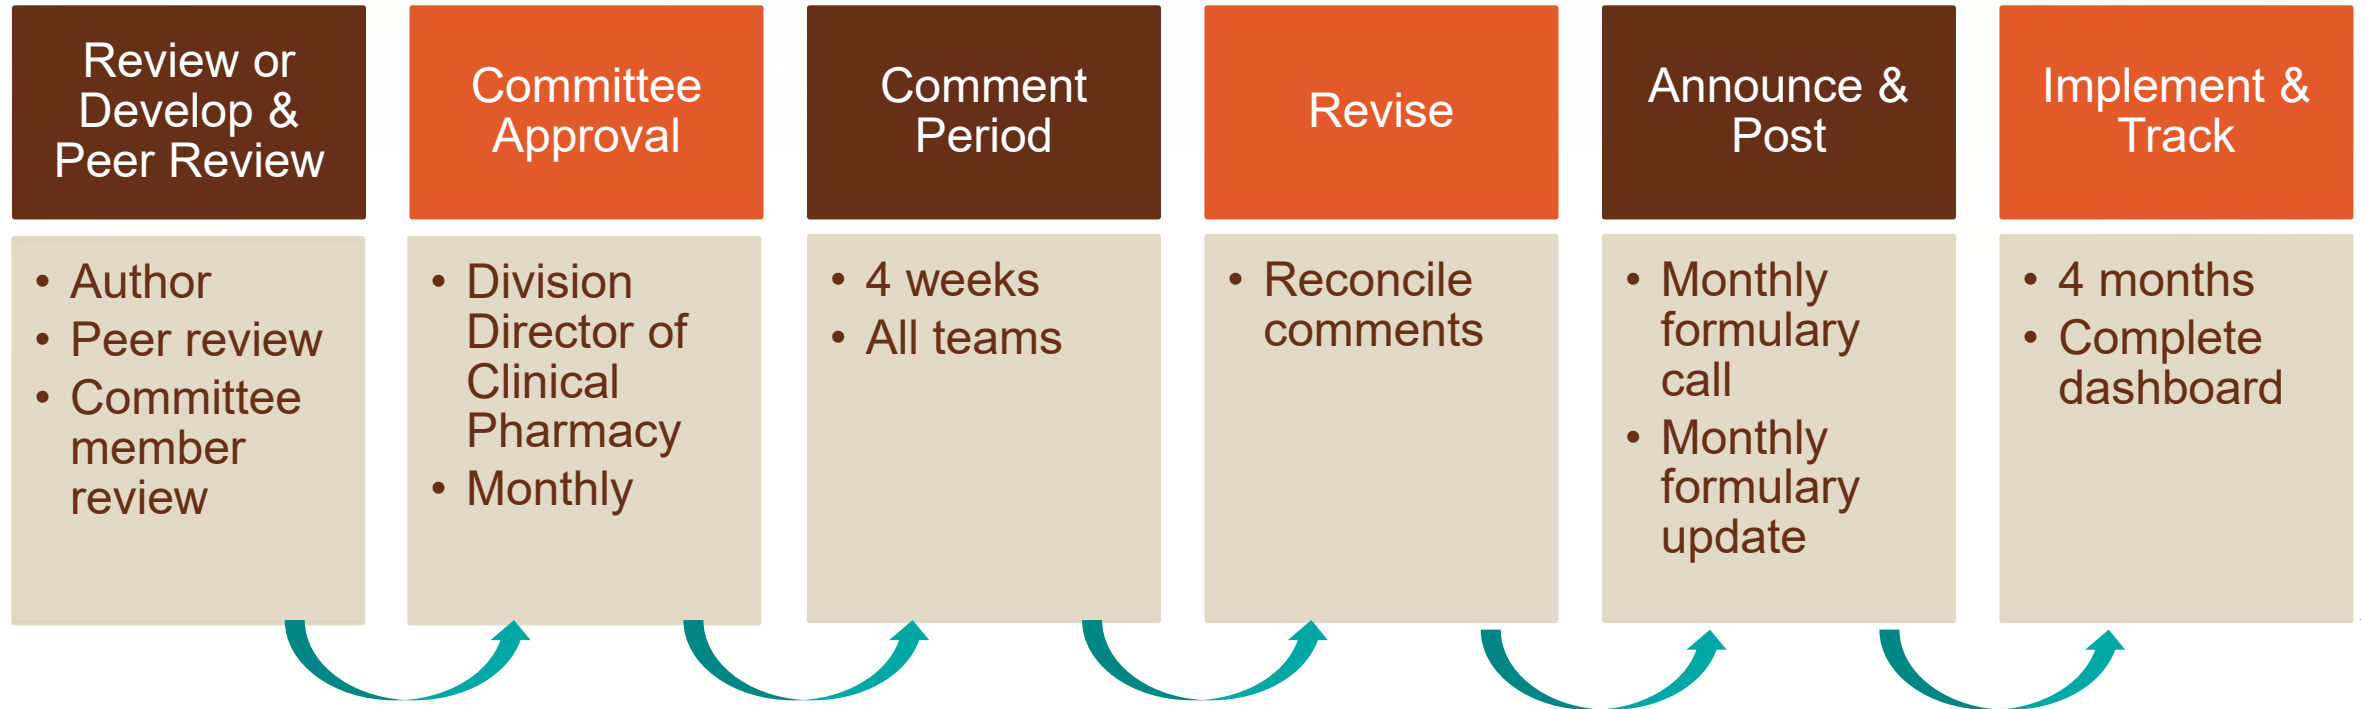 Review or
Develop &
Peer Review
• Author
• Peer review
• Committee
member
review
Committee
Approval
• Division
Director of
Clinical
Pharmacy
• Monthly
Comment
Period
• 4 weeks
• All teams
Revise
• Reconcile
comments
Announce &
Post
• Monthly
formulary
call
• Monthly
formulary
update
Implement &
Track
• 4 months
• Complete
dashboard